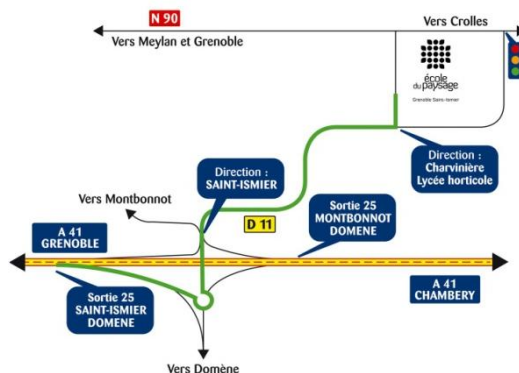 N 90
Vers Crolles
Vers Meylan et Grenoble
école
du paysage
Grenoble Saint-Ismier
Direction :
Charvinière
Lycée horticole
Direction :
SAINT-ISMIER
Vers Montbonnot
D 11
Sortie 25
MONTBONNOT
DOMENE
A 41
GRENOBLE
A 41
CHAMBERY
Sortie 25
SAINT-ISMIER
DOMENE
Vers Domène